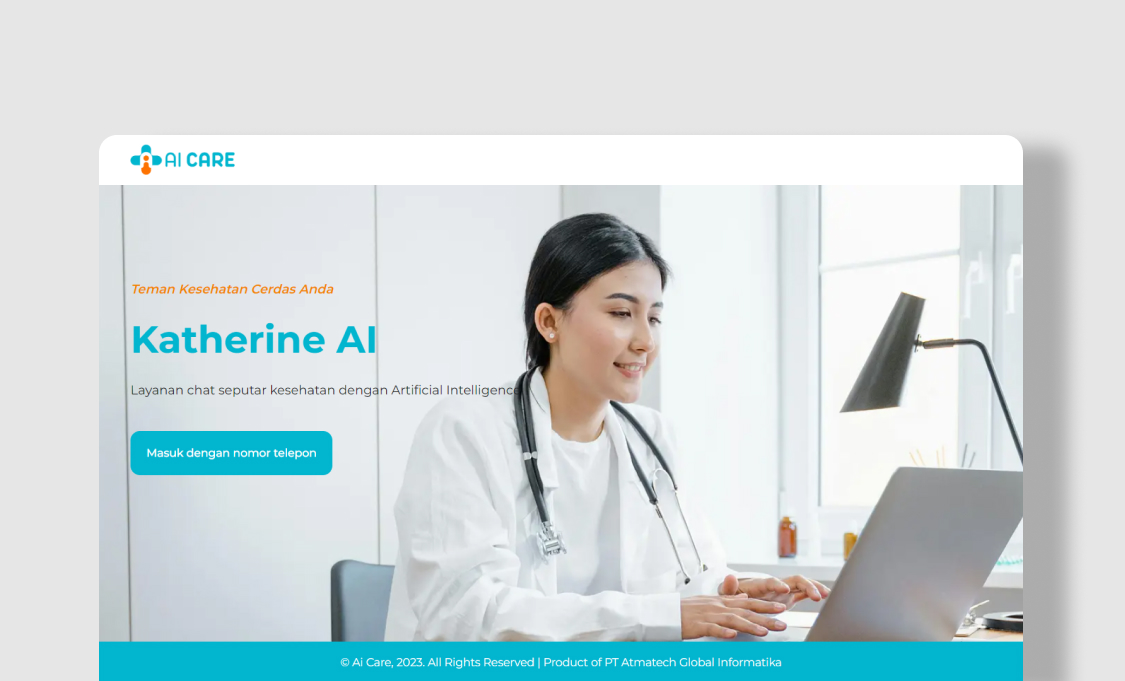 AI CARE
Teman Kesehatan Cerdas Anda
Katherine AI
Layanan chat seputar kesehatan dengan Artificial Intelligence
Masuk dengan nomor telepon
© Ai Care, 2023. All Rights Reserved | Product of PT Atmatech Global Informatika